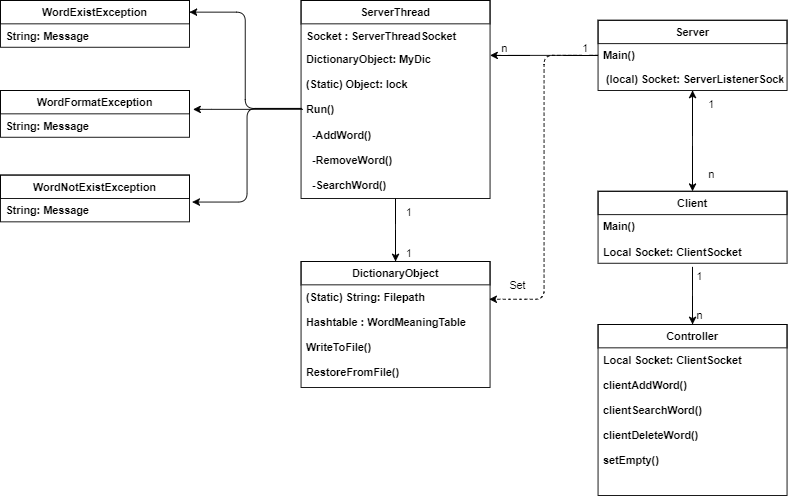 WordExistException
String: Message
WordFormatException
String: Message
WordNotExistException
String: Message
ServerThread
Socket : ServerThreadSocket
DictionaryObject: MyDic
(Static) Object: lock
Run()
-AddWord()
-RemoveWord()
-SearchWord()
1
1
DictionaryObject
(Static) String: Filepath
Hashtable : WordMeaningTable
WriteToFile()
RestoreFromFile()
n
1
Set
Server
Main()
(local) Socket: ServerListenerSock
1
n
Client
Main()
Local Socket: ClientSocket
1
n
Controller
Local Socket: ClientSocket
clientAddWord()
clientSearchWord()
clientDeleteWord()
setEmpty()